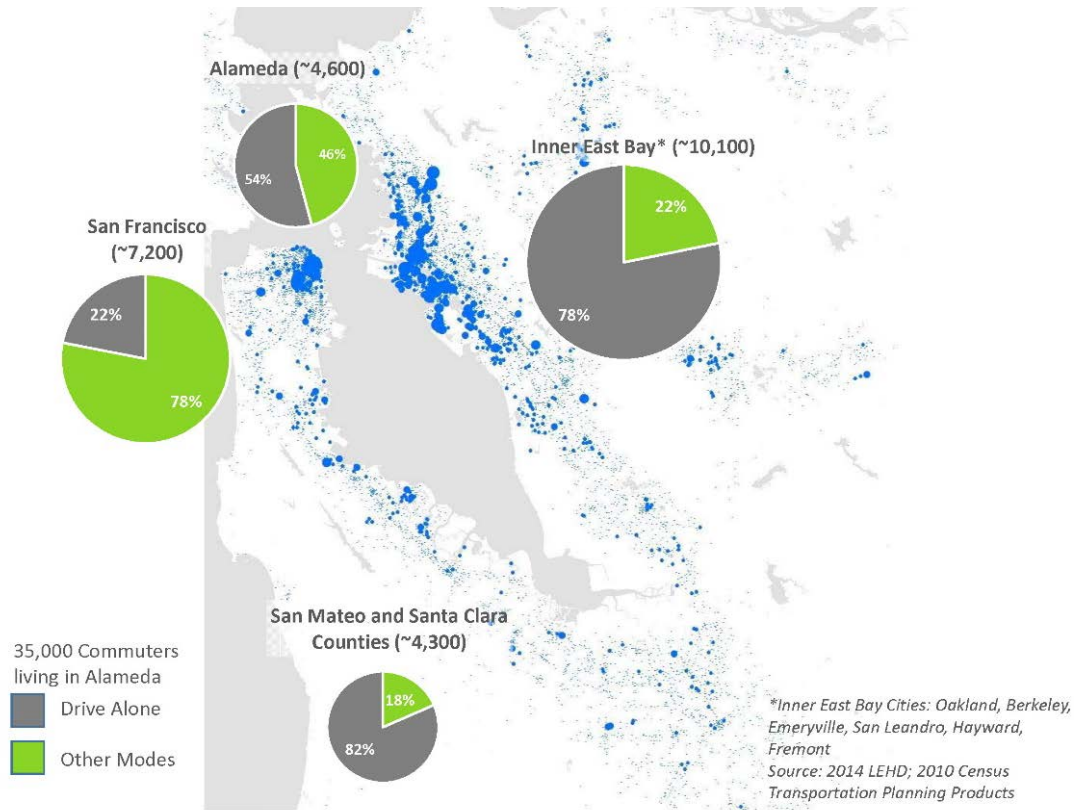 Alameda (~4,600)
46%
54%
Inner East Bay* (~10,100)
22%
78%
San Francisco
(~7,200)
22%
78%
San Mateo and Santa Clara
Counties (~4,300)
18%
82%
35,000 Commuters
living in Alameda
Drive Alone
Other Modes
*Inner East Bay Cities: Oakland, Berkeley,
Emeryville, San Leandro, Hayward,
Fremont
Source: 2014 LEHD; 2010 Census
Transportation Planning Products